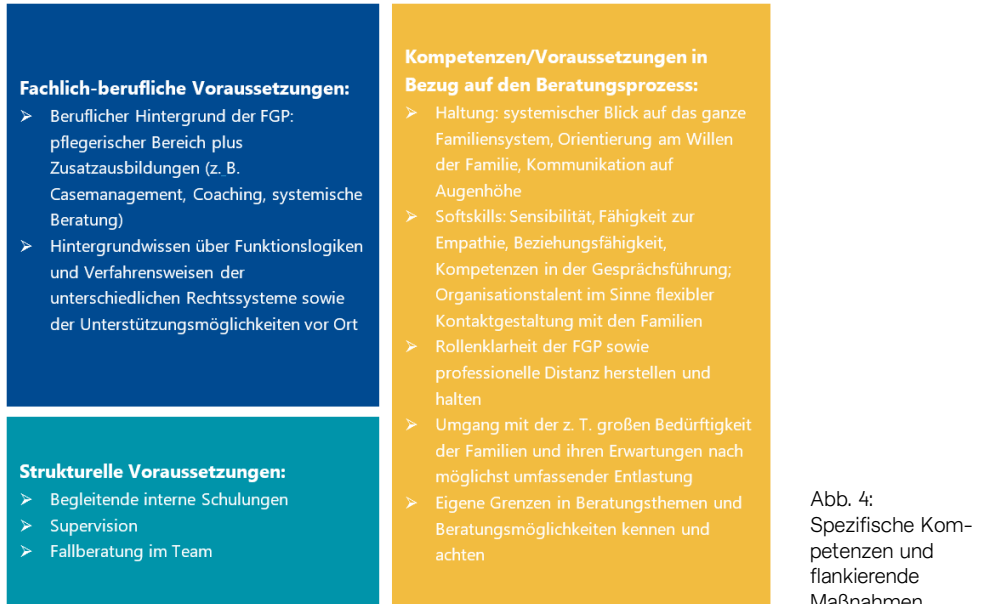 Fachlich-berufliche Voraussetzungen:
➢ Beruflicher Hintergrund der FGP:
pflegerischer Bereich plus
Zusatzausbildungen (z. B.
Casemanagement, Coaching, systemische
Beratung)
➢ Hintergrundwissen über Funktionslogiken
und Verfahrensweisen der
unterschiedlichen Rechtssysteme sowie
der Unterstützungsmöglichkeiten vor Ort
Strukturelle Voraussetzungen:
➢ Begleitende interne Schulungen
➢ Supervision
➢ Fallberatung im Team
Kompetenzen/Voraussetzungen in
Bezug auf den Beratungsprozess:
➢ Haltung: systemischer Blick auf das ganze
Familiensystem, Orientierung am Willen
der Familie, Kommunikation auf
Augenhöhe
➢ Softskills: Sensibilität, Fähigkeit zur
Empathie, Beziehungsfähigkeit,
Kompetenzen in der Gesprächsführung;
Organisationstalent im Sinne flexibler
Kontaktgestaltung mit den Familien
➢ Rollenklarheit der FGP sowie
professionelle Distanz herstellen und
halten
➢ Umgang mit der z. T. großen Bedürftigkeit
der Familien und ihren Erwartungen nach
möglichst umfassender Entlastung
➢ Eigene Grenzen in Beratungsthemen und
Beratungsmöglichkeiten kennen und
achten
Abb. 4:
Spezifische Kom-
petenzen und
flankierende
Maßnahmen